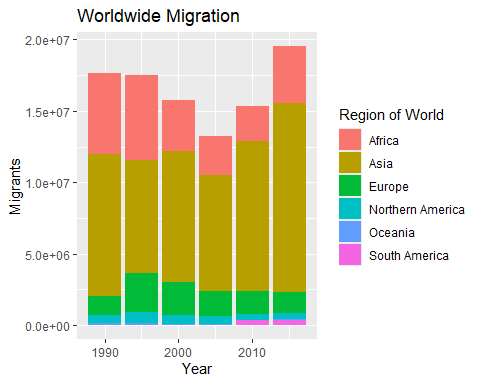 Worldwide Migration
2.0e+07
1.5e+07
1.0e+07
5.0e+06
0.0e+00
Migrants
1990
2000
2010
Year
Region of World
Africa
Asia
Europe
Northern America
Oceania
South America